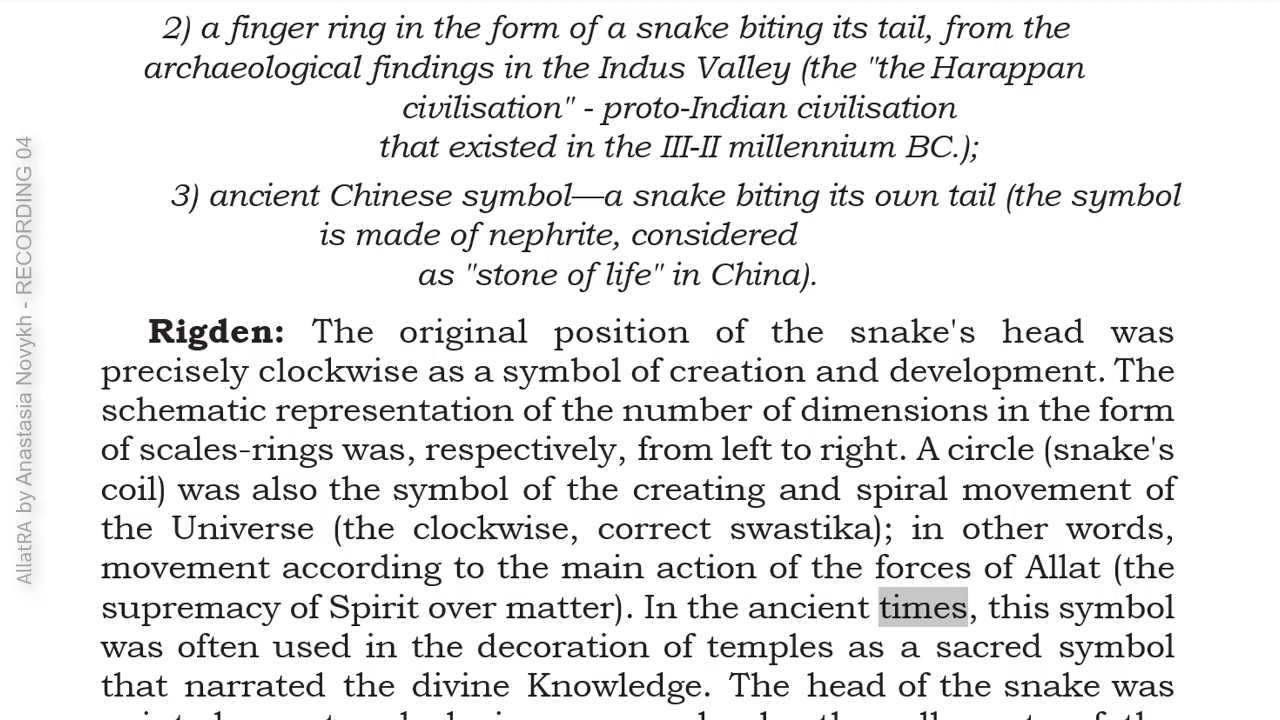 2) a finger ring in the form of a snake biting its tail, from the
archaeological findings in the Indus Valley (the "the Harappan
civilisation" - proto-Indian civilisation
that existed in the III-II millennium BC.);
3) ancient Chinese symbol—a snake biting its own tail (the symbol
is made of nephrite, considered
as "stone of life" in China).
Rigden: The original position of the snake's head was
precisely clockwise as a symbol of creation and development. The
schematic representation of the number of dimensions in the form
of scales-rings was, respectively, from left to right. A circle (snake's
coil) was also the symbol of the creating and spiral movement of
the Universe (the clockwise, correct swastika); in other words,
movement according to the main action of the forces of Allat (the
supremacy of Spirit over matter). In the ancient times, this symbol
was often used in the decoration of temples as a sacred symbol
that narrated the divine Knowledge. The head of the snake was
AllatRA by Anastasia Novykh - RECORDING 04